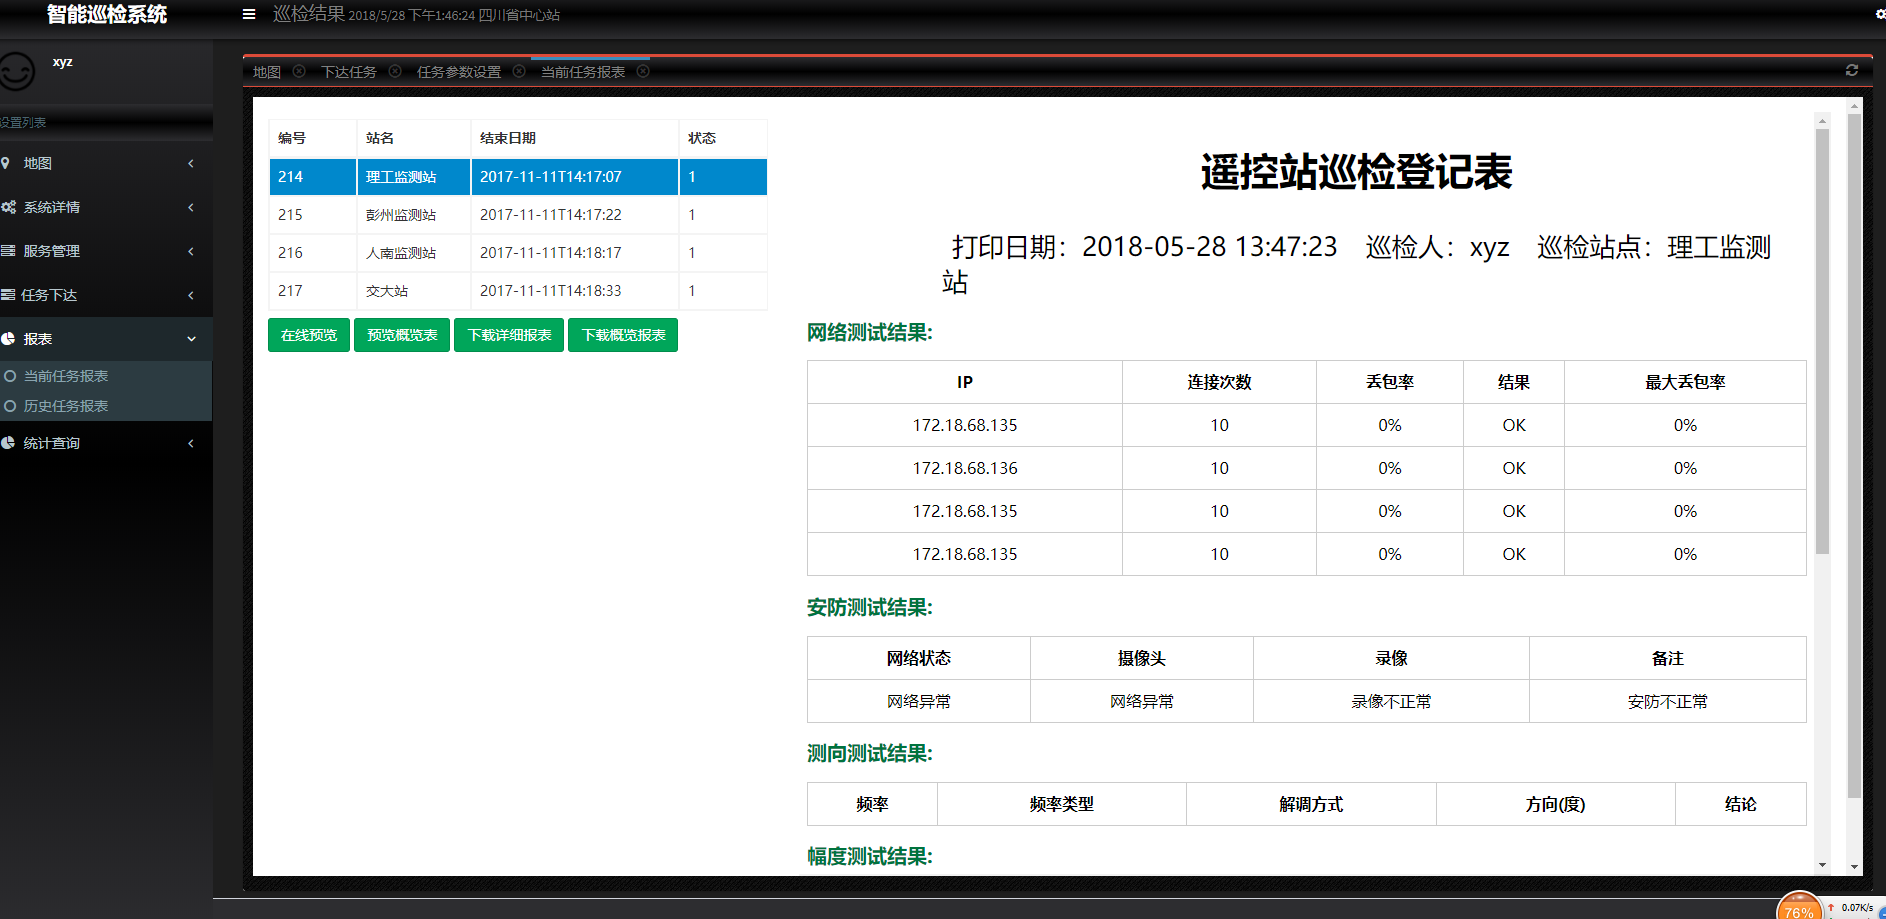 智能巡检系统
巡检结果 2018/5/28 下午1:46:24 四川省中心站
xyz
设置列表
地图
系统详情
服务管理
任务下达
报表
当前任务报表
历史任务报表
统计查询
地图 下达任务 任务参数设置 当前任务报表
编号 站名 结束日期 状态
214 理工监测站 2017-11-11T14:17:07 1
215 彭州监测站 2017-11-11T14:17:22 1
216 人南监测站 2017-11-11T14:18:17 1
217 交大站 2017-11-11T14:18:33 1
在线预览 预览概览表 下载详细报表 下载概览报表
遥控站巡检登记表
打印日期：2018-05-28 13:47:23 巡检人：xyz 巡检站点：理工监测
站
网络测试结果:
IP 连接次数 丢包率 结果 最大丢包率
172.18.68.135 10 0% OK 0%
172.18.68.136 10 0% OK 0%
172.18.68.135 10 0% OK 0%
172.18.68.135 10 0% OK 0%
安防测试结果:
网络状态 摄像头 录像 备注
网络异常 网络异常 录像不正常 安防不正常
测向测试结果:
频率 频率类型 解调方式 方向(度) 结论
幅度测试结果:
76% 0.07K/s